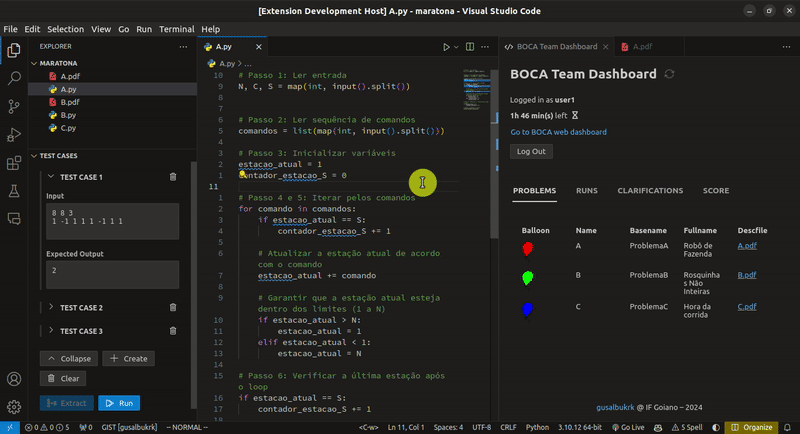 [Extension Development Host] A.py - maratona - Visual Studio Code
File Edit Selection View Go Run Terminal Help
EXPLORER
MARATONA
A.pdf
A.py
B.pdf
B.py
C.py
TEST CASES
TEST CASE 1
Input
8 8 3
1 -1 1 1 1 -1 1 1
Expected Output
2
TEST CASE 2
TEST CASE 3
Collapse
Create
Clear
Extract
Run
A.py
A.py > ...
10 # Passo 1: Ler entrada
9 N, C, S = map(int, input().split())
8
7
6 # Passo 2: Ler sequência de comandos
5 comandos = list(map(int, input().split()))
4
3 # Passo 3: Inicializar variáveis
2 estacao_atual = 1
1 contador_estacao_S = 0
11
1 # Passo 4 e 5: Iterar pelos comandos
2 for comando in comandos:
3 if estacao_atual == S:
4 contador_estacao_S += 1
5
6 # Atualizar a estação atual de acordo
com o comando
7 estacao_atual += comando
8
9 # Garantir que a estação atual esteja
dentro dos limites (1 a N)
10 if estacao_atual > N:
11 estacao_atual = 1
12 elif estacao_atual < 1:
13 estacao_atual = N
14
15 # Passo 6: Verificar a última estação após
o loop
16 if estacao_atual == S:
17 contador_estacao_S += 1
18
BOCA Team Dashboard
A.pdf
BOCA Team Dashboard
Logged in as user1
1h 46 min(s) left
Go to BOCA web dashboard
Log Out
PROBLEMS RUNS CLARIFICATIONS SCORE
Balloon Name Basename Fullname Descfile
A ProblemaA Robô de Fazenda A.pdf
B ProblemaB Rosquinha s Não Inteiras B.pdf
C ProblemaC Hora da corrida C.pdf
gusalbukrk @ IF Goiano – 2024
0 0 5 0 GIST [gusalbukrk] -- NORMAL -- <C-w> Ln 11, Col 1 Spaces: 4 UTF-8 CRLF Python 3.10.12 64-bit Go Live 5 Spell Organize